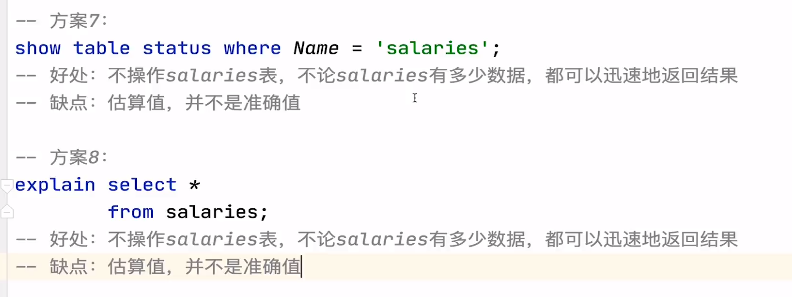 -- 方案7：
show table status where Name = 'salaries';
-- 好处：不操作salaries表，不论salaries有多少数据，都可以迅速地返回结果
-- 缺点：估算值，并不是准确值
-- 方案8：
explain select *
from salaries;
-- 好处：不操作salaries表，不论salaries有多少数据，都可以迅速地返回结果
-- 缺点：估算值，并不是准确值